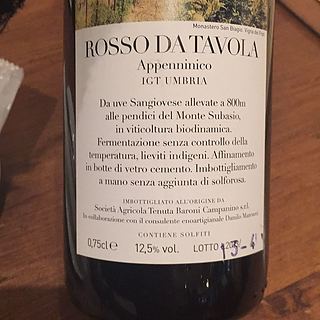 Monastero San Biagio, Vigna dei Frati
ROSSO DA TAVOLA
Appenninico
IGT UMBRIA
Da uve Sangiovese allevate a 800m
alle pendici del Monte Subasio,
in viticoltura biodinamica.
Fermentazione senza controllo della
temperatura, lieviti indigeni. Affinamento
in botte di vetro cemento. Imbottigliamento
a mano senza aggiunta di solforosa.
IMBOTTIGLIATO ALL'ORIGINE DA
Società Agricola Tenuta Baroni Campanino s.r.l.
In collaborazione con il consulente enoartigianale Danilo Marcucci
CONTIENE SOLFITI
0,75cl e 12,5% vol. LOTTO